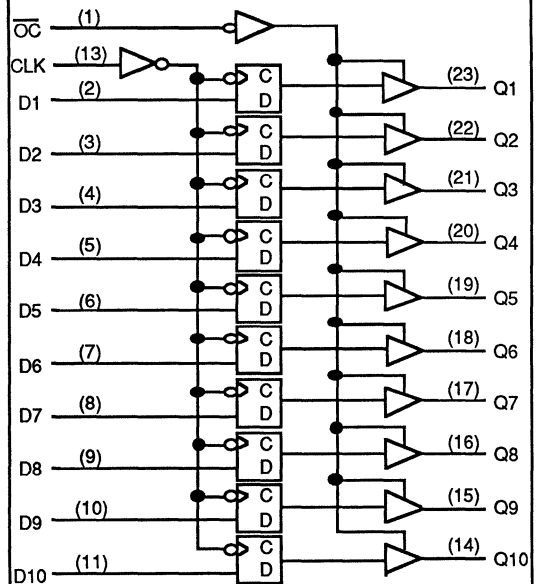 OC (1)
CLK (13)
D1 (2) C D (23) Q1
D2 (3) C D (22) Q2
D3 (4) C D (21) Q3
D4 (5) C D (20) Q4
D5 (6) C D (19) Q5
D6 (7) C D (18) Q6
D7 (8) C D (17) Q7
D8 (9) C D (16) Q8
D9 (10) C D (15) Q9
D10 (11) C D (14) Q10